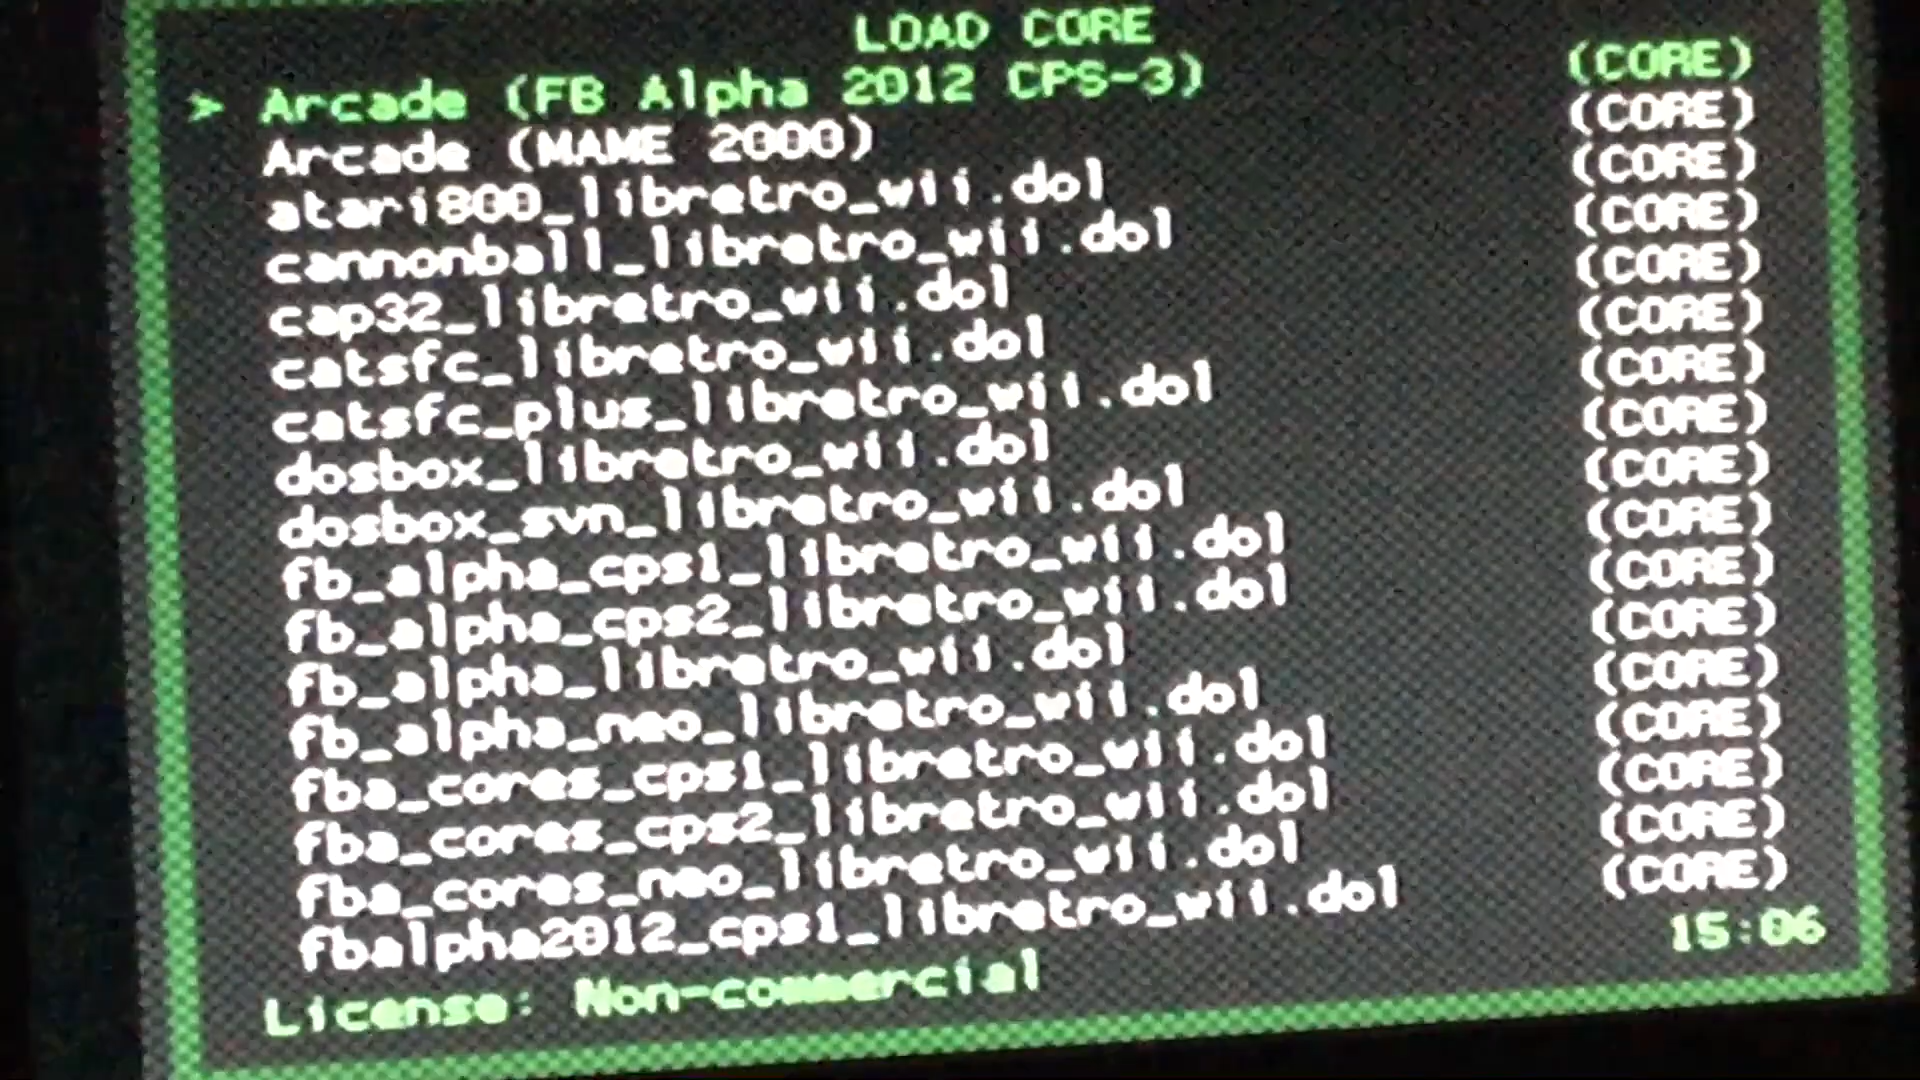 LOAD CORE
> Arcade (FB Alpha 2012 CPS-3) (CORE)
Arcade (MAME 2000) (CORE)
atari800_libretro_wii.dol (CORE)
cannonball_libretro_wii.dol (CORE)
cap32_libretro_wii.dol (CORE)
catsfc_libretro_wii.dol (CORE)
catsfc_plus_libretro_wii.dol (CORE)
dosbox_libretro_wii.dol (CORE)
dosbox_svn_libretro_wii.dol (CORE)
fb_alpha_cps1_libretro_wii.dol (CORE)
fb_alpha_cps2_libretro_wii.dol (CORE)
fb_alpha_libretro_wii.dol (CORE)
fb_alpha_neo_libretro_wii.dol (CORE)
fba_cores_cps1_libretro_wii.dol (CORE)
fba_cores_cps2_libretro_wii.dol (CORE)
fba_cores_neo_libretro_wii.dol (CORE)
fbalpha2012_cps1_libretro_wii.dol (CORE)
License: Non-commercial 15:06